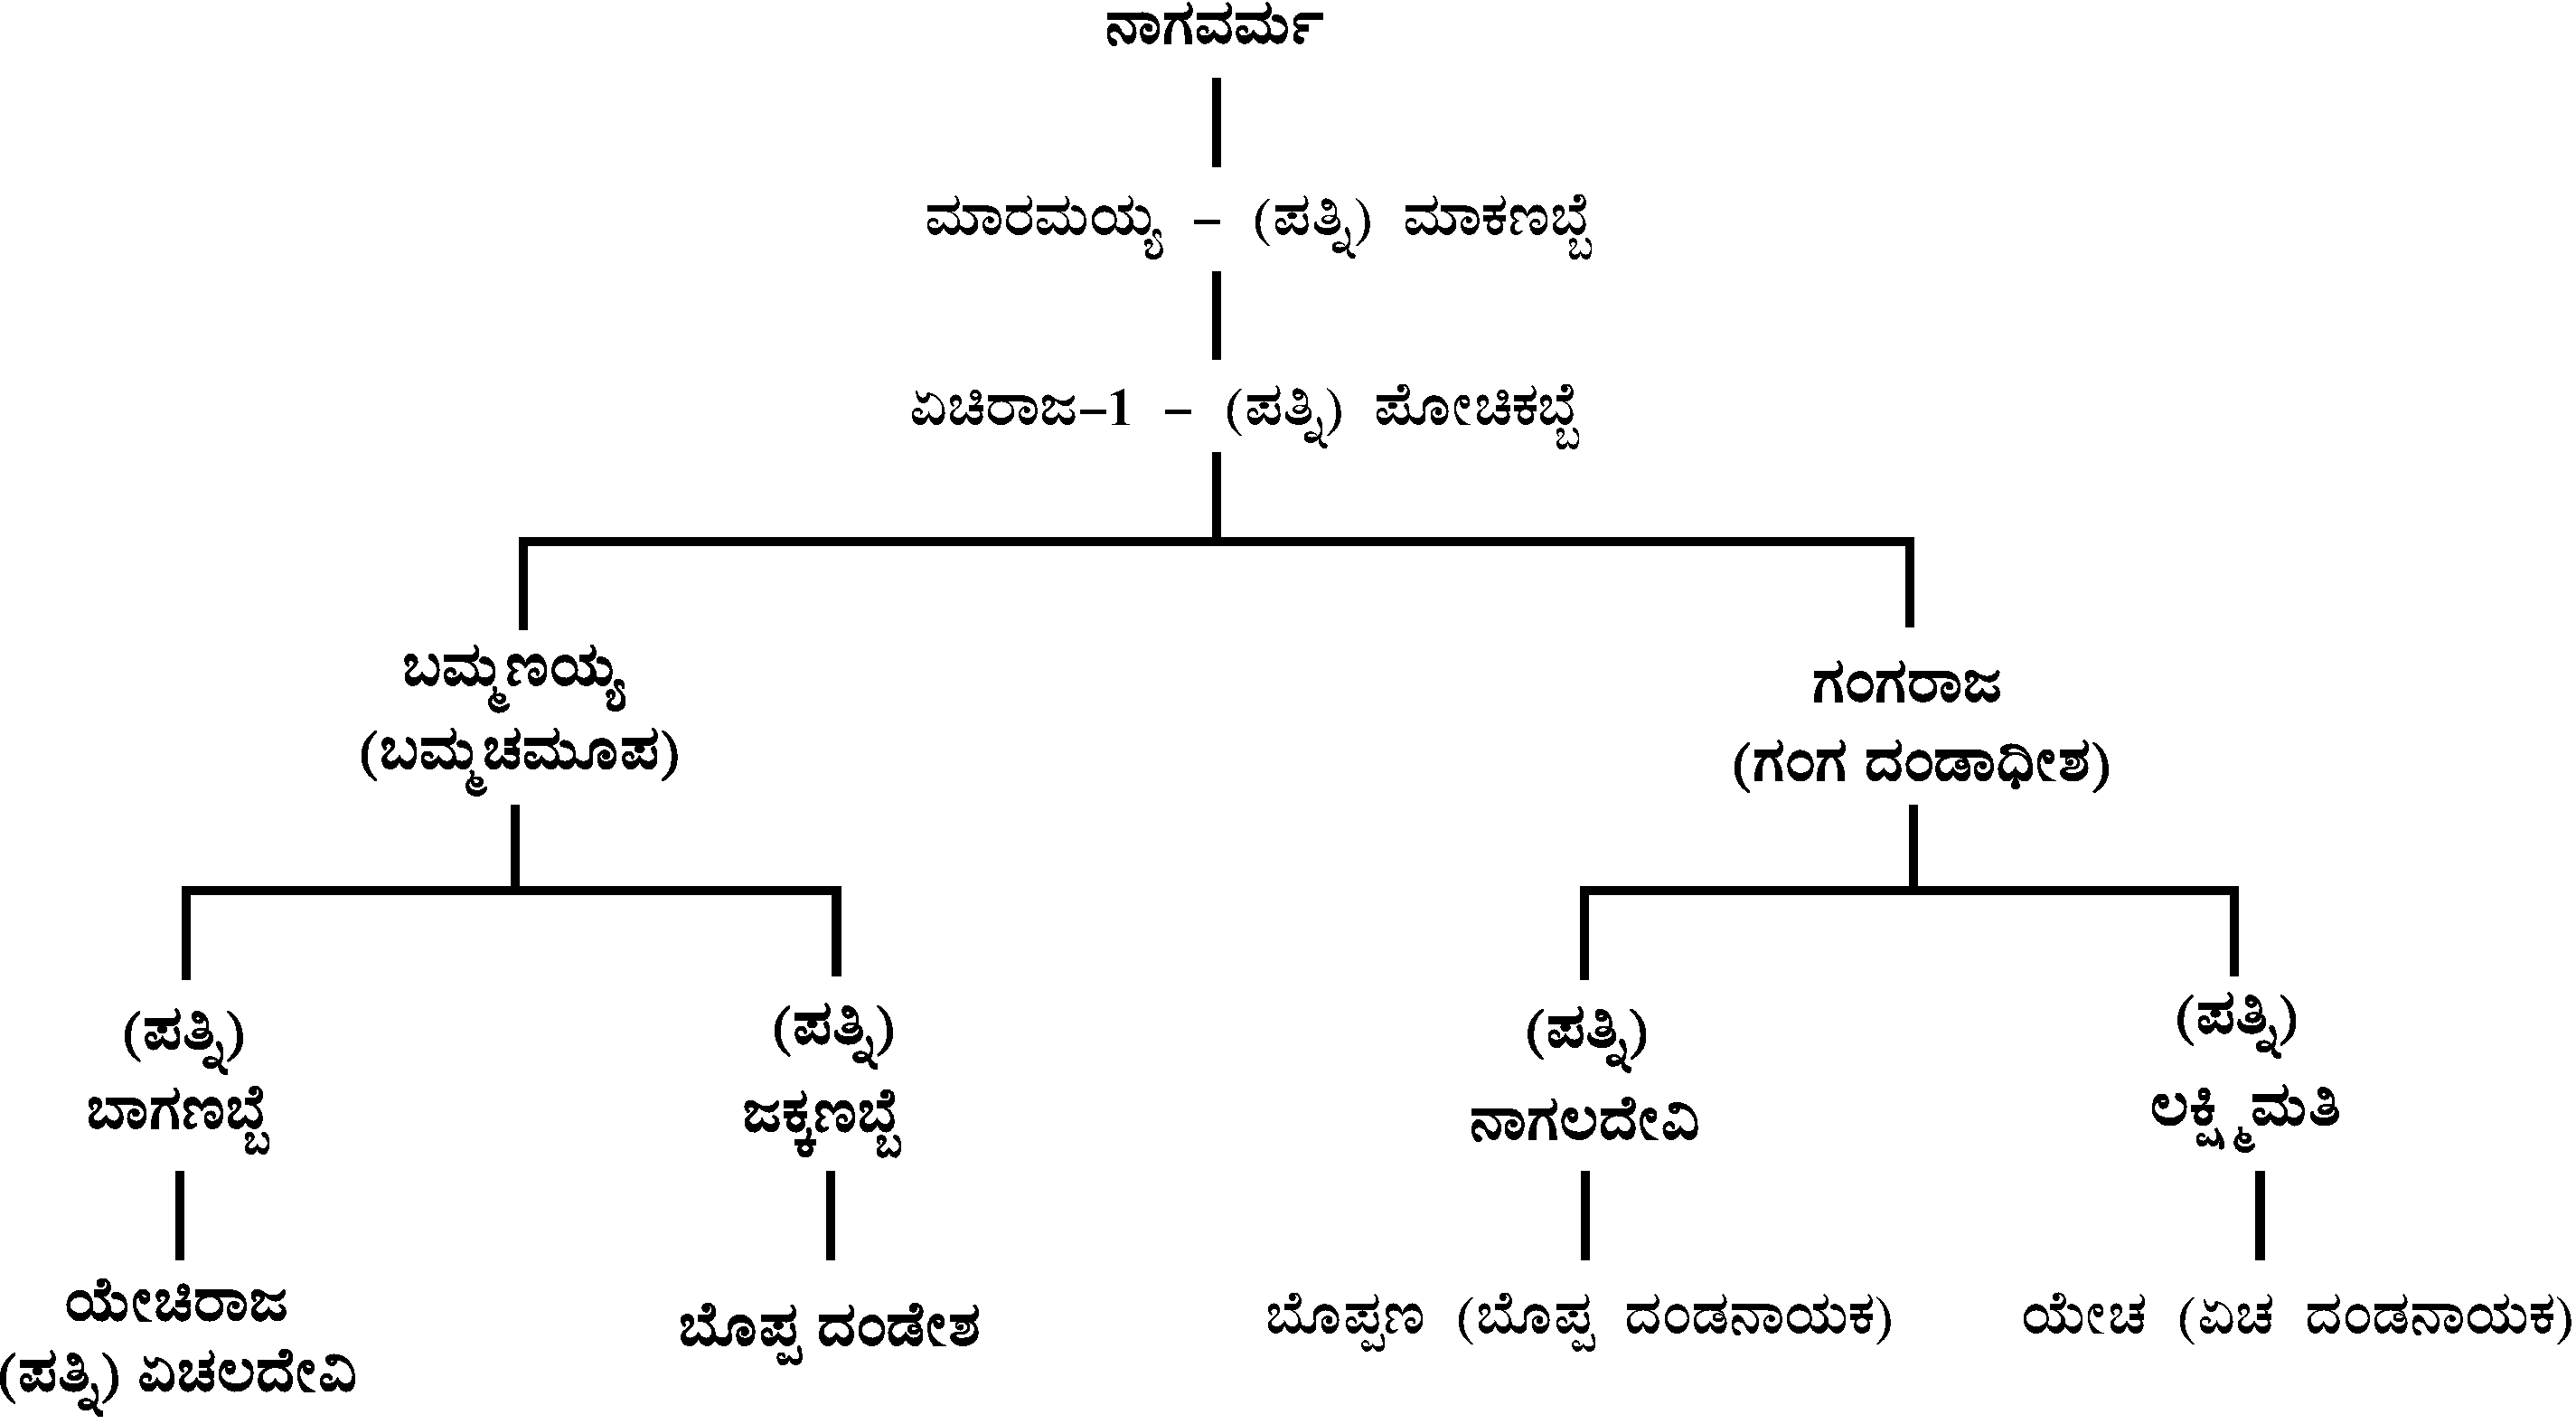 ನಾಗವರ್ಮ
ಮಾರಮಯ್ಯ – (ಪತ್ನಿ) ಮಾಕಣಬ್ಬೆ
ಏಚಿರಾಜ–1 – (ಪತ್ನಿ) ಪೋಚಿಕಬ್ಬೆ
ಬಮ್ಮಣಯ್ಯ
(ಬಮ್ಮಚಮೂಪ)
ಗಂಗರಾಜ
(ಗಂಗ ದಂಡಾಧೀಶ)
(ಪತ್ನಿ)
ಬಾಗಣಬ್ಬೆ
(ಪತ್ನಿ)
ಜಕ್ಕಣಬ್ಬೆ
(ಪತ್ನಿ)
ನಾಗಲದೇವಿ
(ಪತ್ನಿ)
ಲಕ್ಷ್ಮಿಮತಿ
ಯೇಚಿರಾಜ
(ಪತ್ನಿ) ಏಚಲದೇವಿ
ಬೊಪ್ಪ ದಂಡೇಶ
ಬೊಪ್ಪಣ (ಬೊಪ್ಪ ದಂಡನಾಯಕ)
ಯೇಚ (ಏಚ ದಂಡನಾಯಕ)